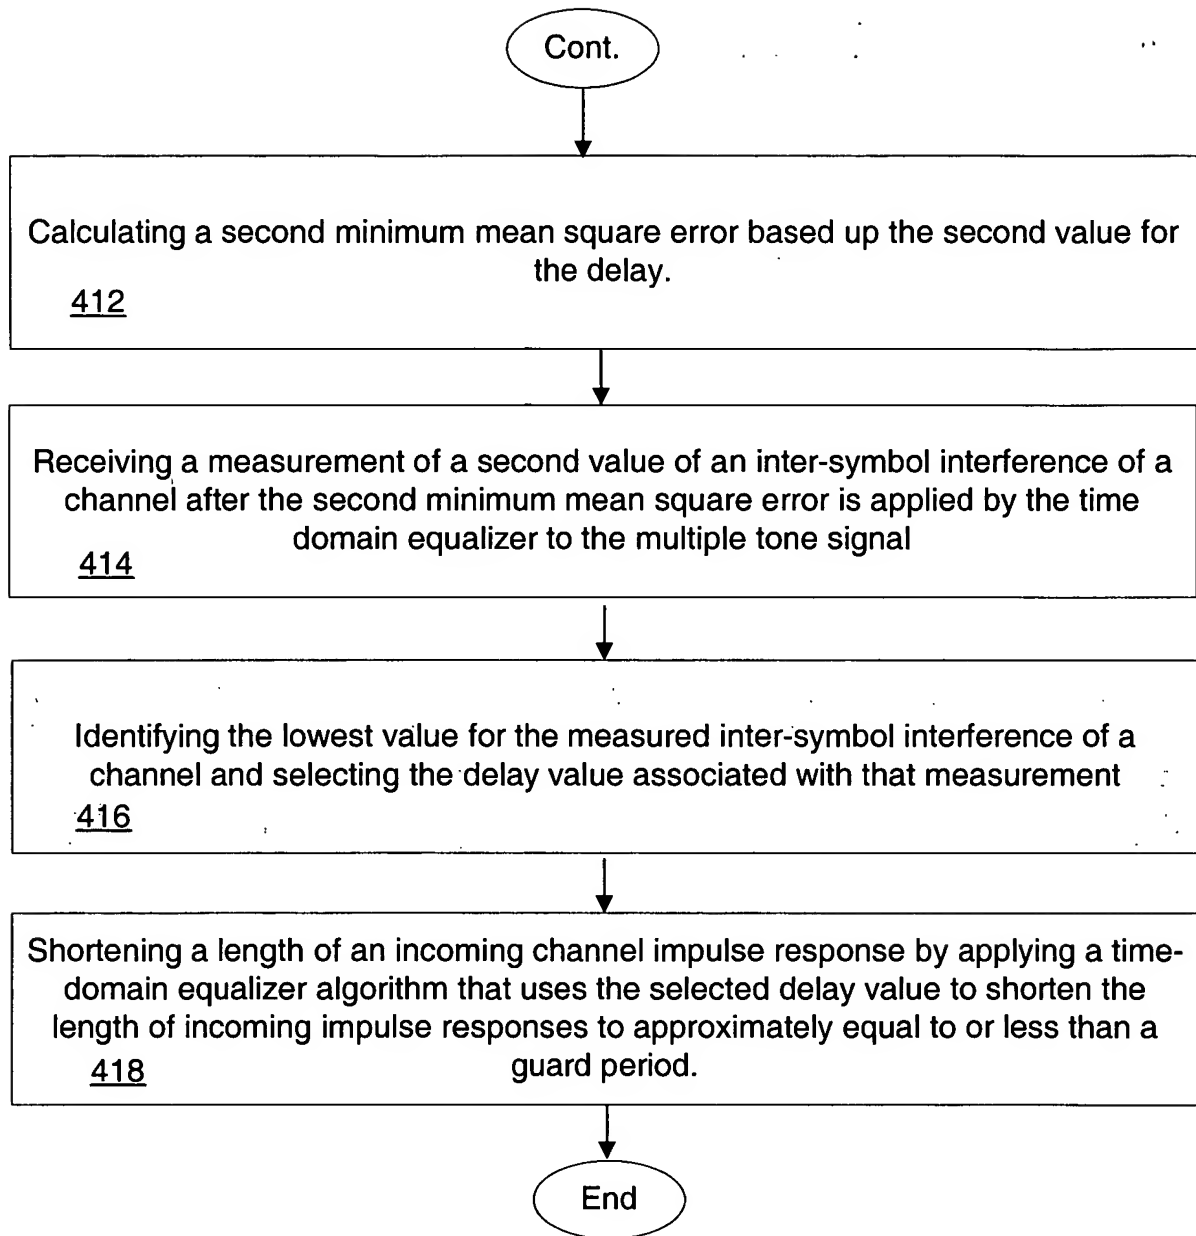 Cont.
Calculating a second minimum mean square error based up the second value for
the delay.
412
Receiving a measurement of a second value of an inter-symbol interference of a
channel after the second minimum mean square error is applied by the time
domain equalizer to the multiple tone signal
414
Identifying the lowest value for the measured inter-symbol interference of a
channel and selecting the delay value associated with that measurement
416
Shortening a length of an incoming channel impulse response by applying a time-
domain equalizer algorithm that uses the selected delay value to shorten the
length of incoming impulse responses to approximately equal to or less than a
guard period.
418
End